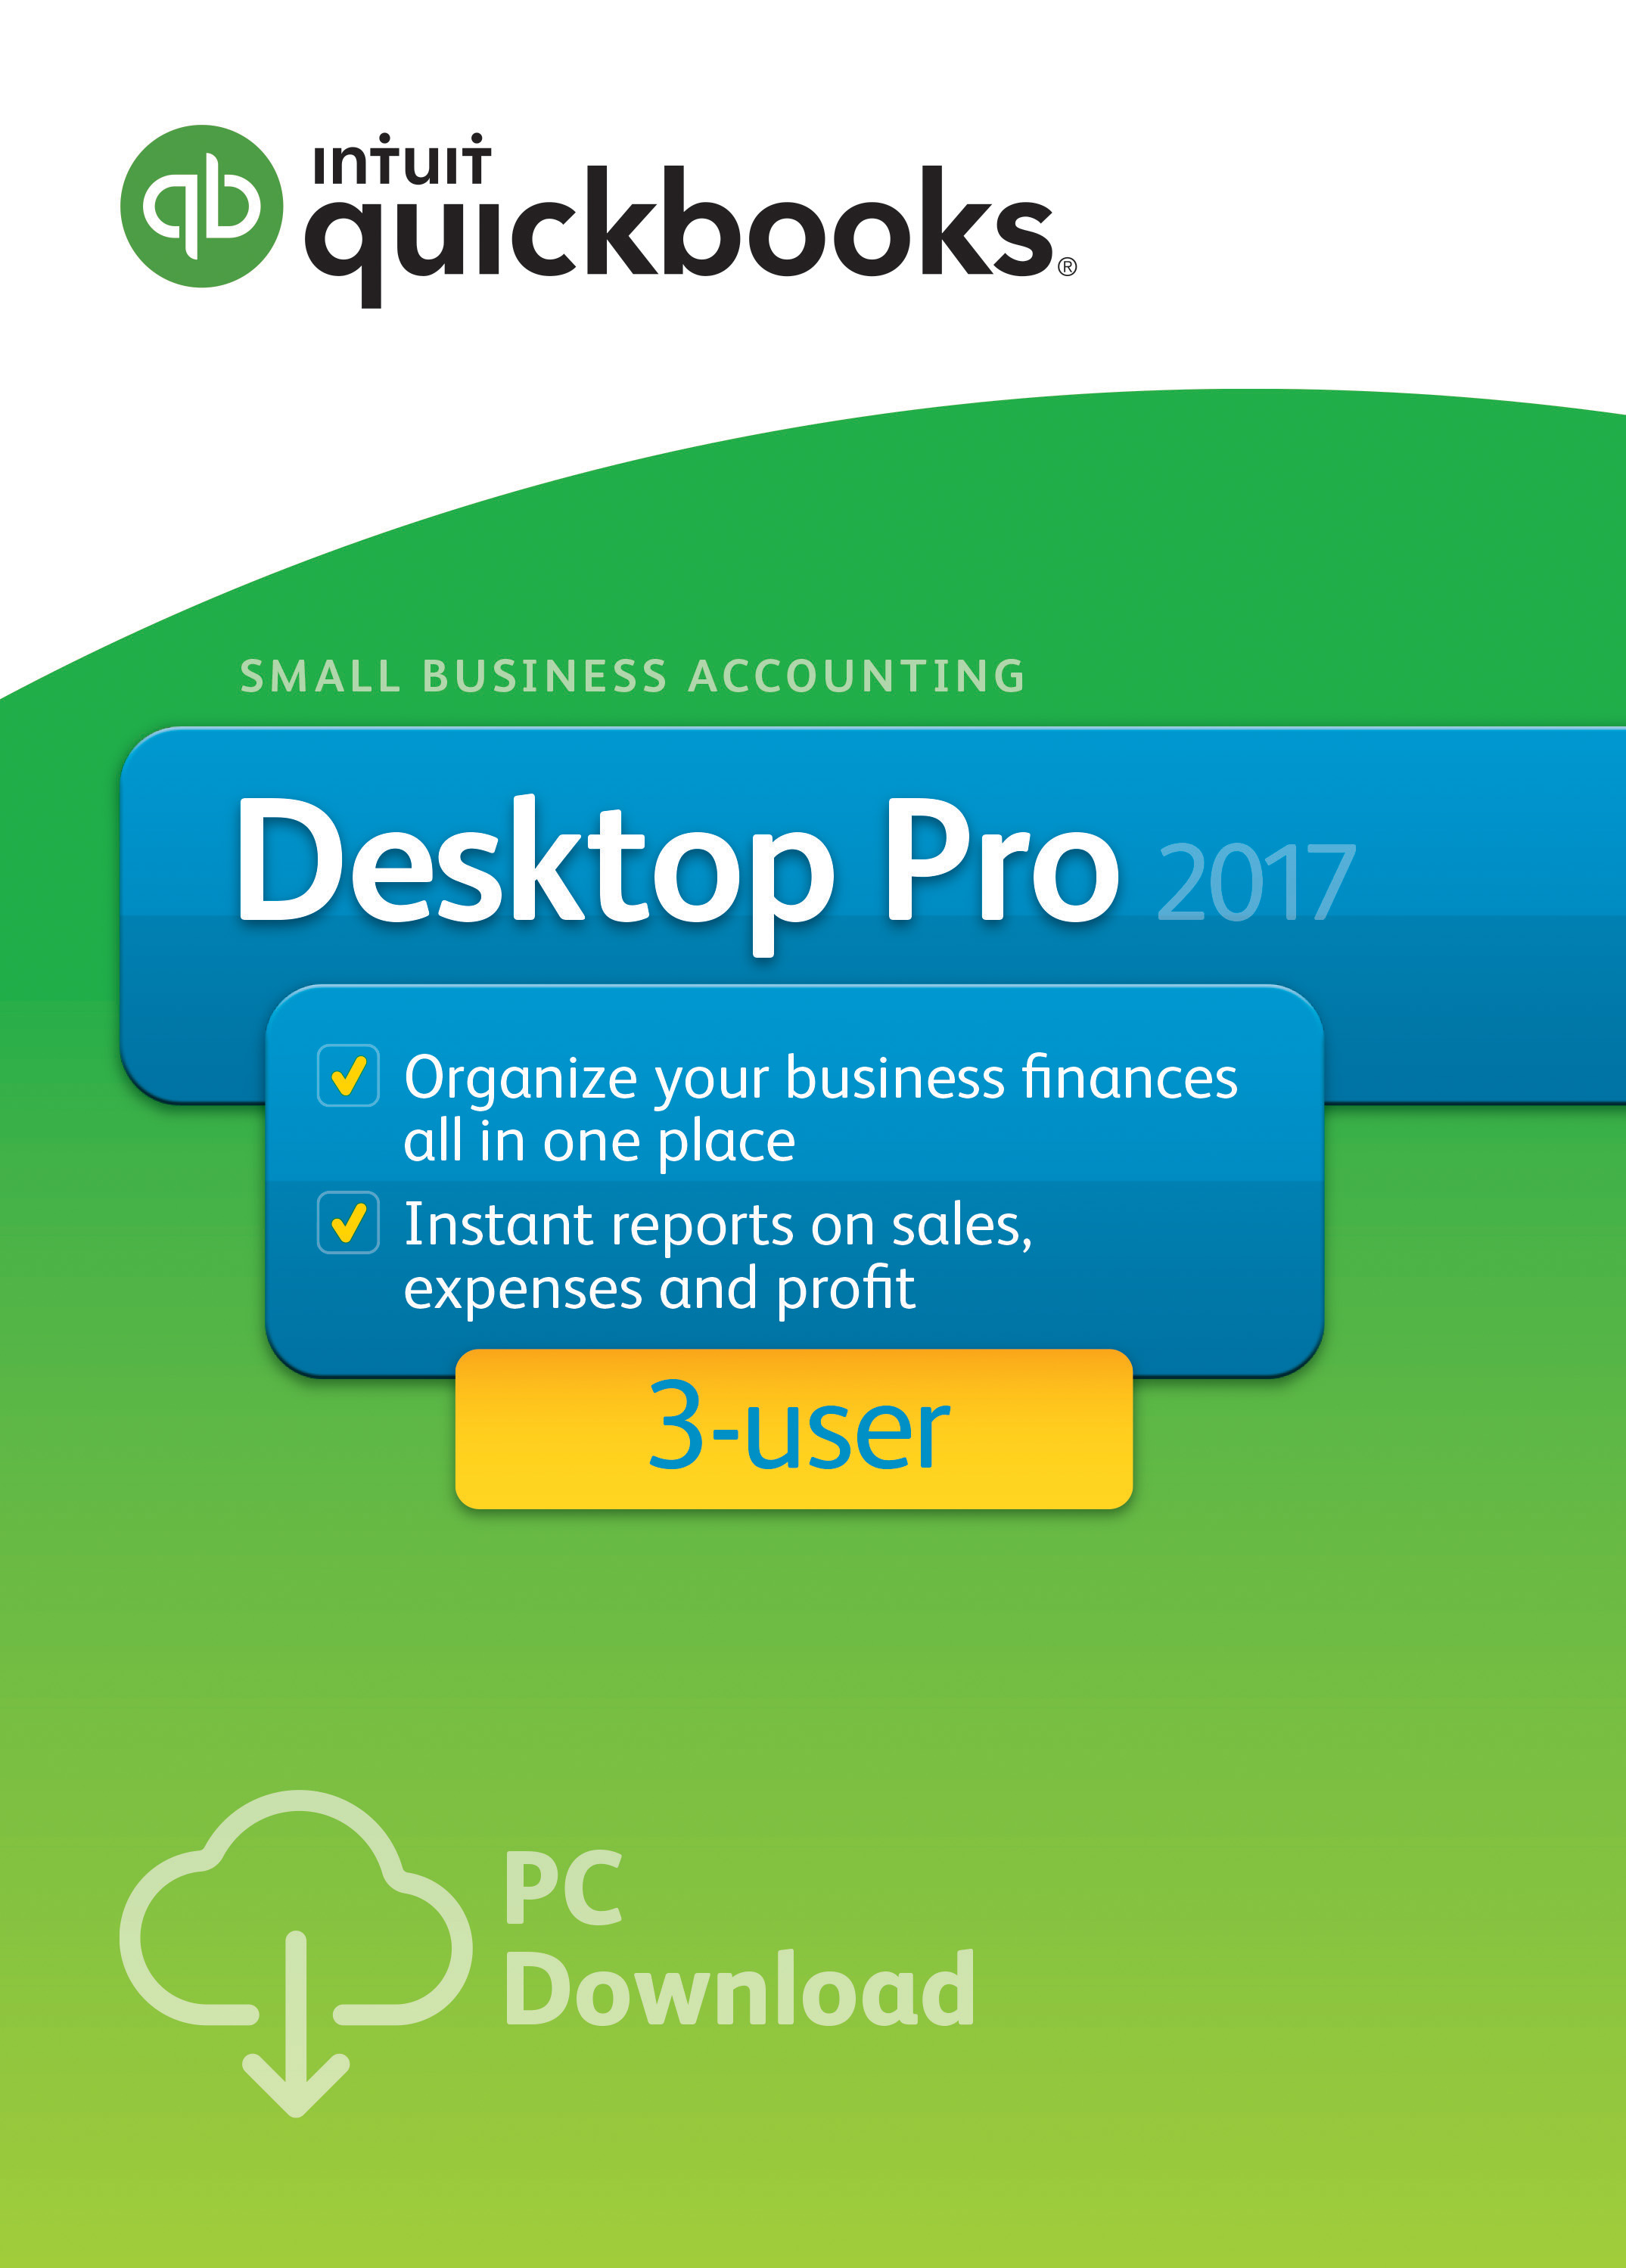 intuit
quickbooks®
SMALL BUSINESS ACCOUNTING
Desktop Pro 2017
Organize your business finances
all in one place
Instant reports on sales,
expenses and profit
3-user
PC
Download